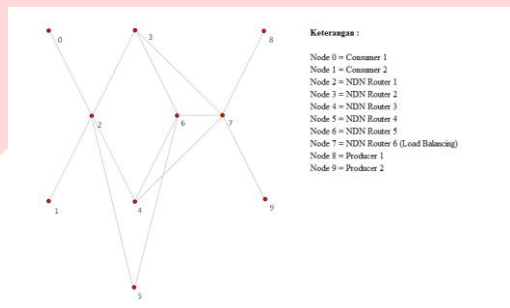 0
3
8
2
6
7
1
4
9
5
Keterangan :
Node 0 = Consumer 1
Node 1 = Consumer 2
Node 2 = NDN Router 1
Node 3 = NDN Router 2
Node 4 = NDN Router 3
Node 5 = NDN Router 4
Node 6 = NDN Router 5
Node 7 = NDN Router 6 (Load Balancing)
Node 8 = Producer 1
Node 9 = Producer 2